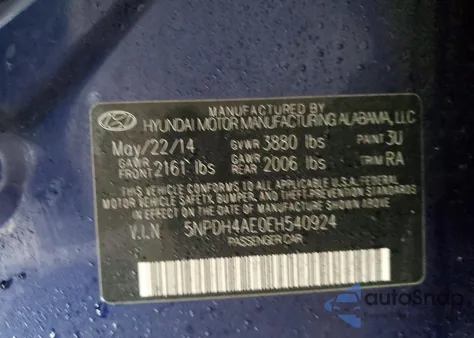 MANUFACTURED BY
HYUNDAI MOTOR MANUFACTURING ALABAMA, LLC
May/22/14 GVWR 3880 lbs PAINT 3U
GAWR FRONT 2161 lbs GAWR REAR 2006 lbs TRIM RA
THIS VEHICLE CONFORMS TO ALL APPLICABLE U.S.A. FEDERAL
MOTOR VEHICLE SAFETY, BUMPER, AND THEFT PREVENTION STANDARDS
IN EFFECT ON THE DATE OF MANUFACTURE SHOWN ABOVE.
V.I.N 5NPDH4AE0EH540924
PASSENGER CAR
autoSnap